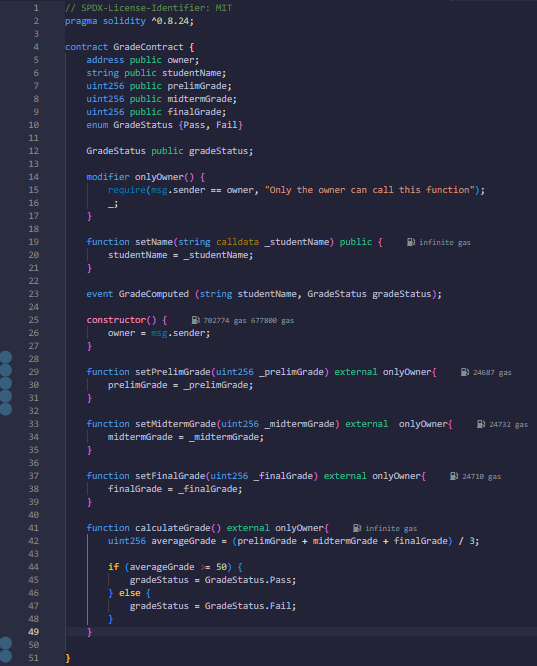 1 // SPDX-License-Identifier: MIT
2 pragma solidity ^0.8.24;
3
4 contract GradeContract {
5 address public owner;
6 string public studentName;
7 uint256 public prelimGrade;
8 uint256 public midtermGrade;
9 uint256 public finalGrade;
10 enum GradeStatus {Pass, Fail}
11
12 GradeStatus public gradeStatus;
13
14 modifier onlyOwner() {
15 require(msg.sender == owner, "Only the owner can call this function");
16 _;
17 }
18
19 function setName(string calldata _studentName) public { infinite gas
20 studentName = _studentName;
21 }
22
23 event GradeComputed (string studentName, GradeStatus gradeStatus);
24
25 constructor() { 702774 gas 677800 gas
26 owner = msg.sender;
27 }
28
29 function setPrelimGrade(uint256 _prelimGrade) external onlyOwner{ 24687 gas
30 prelimGrade = _prelimGrade;
31 }
32
33 function setMidtermGrade(uint256 _midtermGrade) external  onlyOwner{ 24732 gas
34 midtermGrade = _midtermGrade;
35 }
36
37 function setFinalGrade(uint256 _finalGrade) external onlyOwner{ 24710 gas
38 finalGrade = _finalGrade;
39 }
40
41 function calculateGrade() external onlyOwner{ infinite gas
42 uint256 averageGrade = (prelimGrade + midtermGrade + finalGrade) / 3;
43
44 if (averageGrade >= 50) {
45 gradeStatus = GradeStatus.Pass;
46 } else {
47 gradeStatus = GradeStatus.Fail;
48 }
49 }
50
51 }